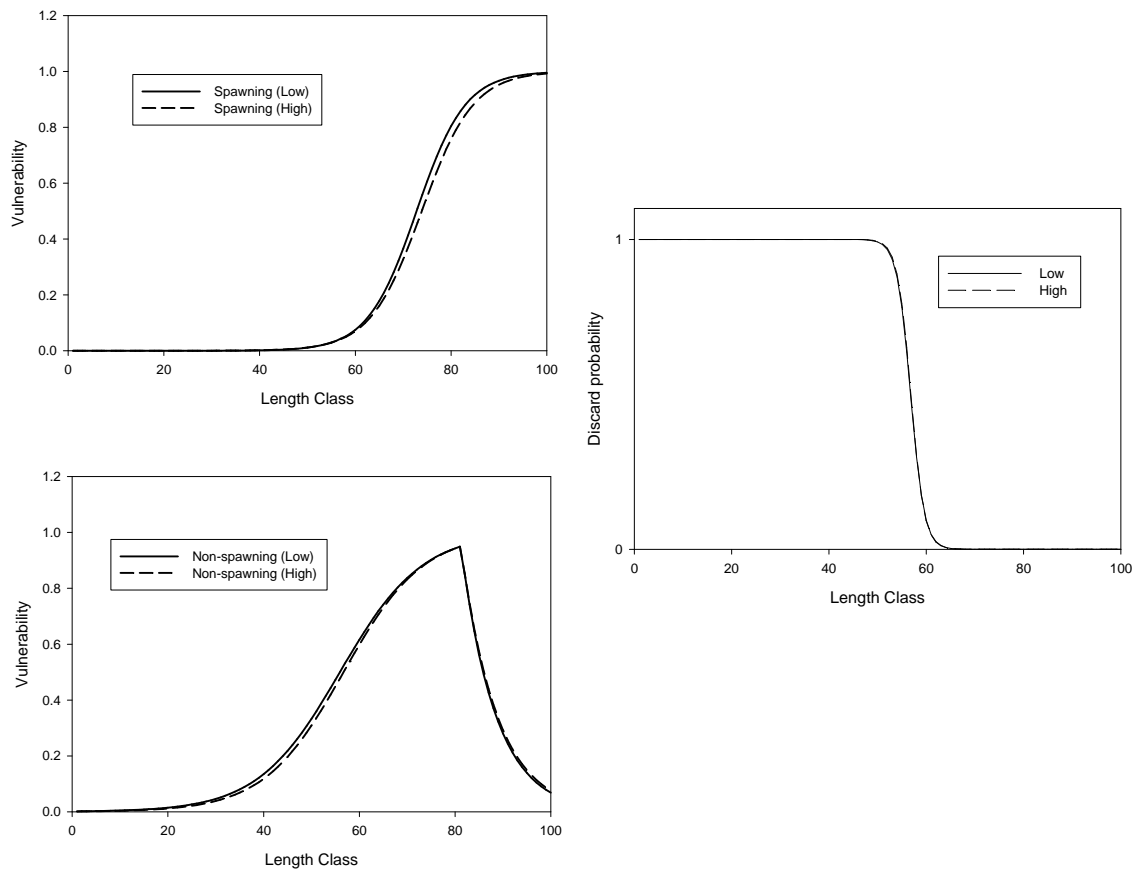 1.2
1.0
0.8
0.6
0.4
0.2
0.0
Vulnerability
Spawning (Low)
Spawning (High)
0 20 40 60 80 100
Length Class
1
0
Discard probability
Low
High
0 20 40 60 80 100
Length Class
1.2
1.0
0.8
0.6
0.4
0.2
0.0
Vulnerability
Non-spawning (Low)
Non-spawning (High)
0 20 40 60 80 100
Length Class